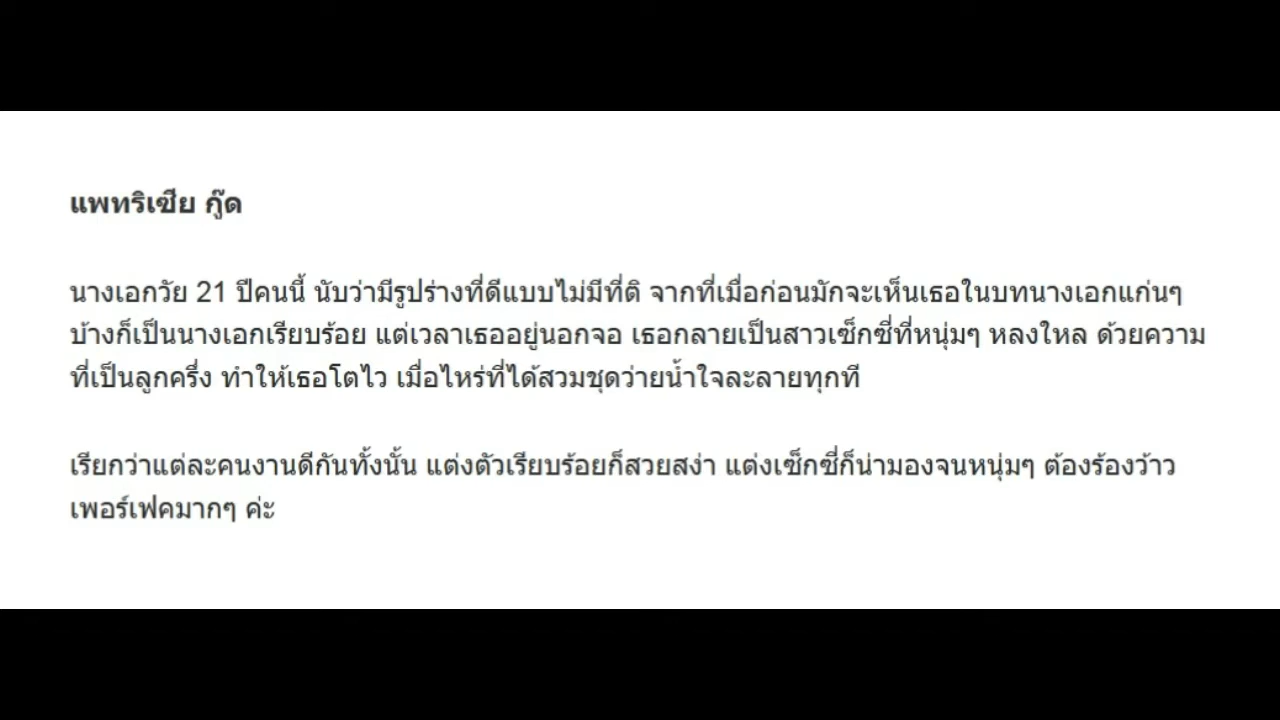 แพทริเซีย กู๊ด
นางเอกวัย 21 ปีคนนี้ นับว่ามีรูปร่างที่ดีแบบไม่มีที่ติ จากที่เมื่อก่อนมักจะเห็นเธอในบทนางเอกแก่นๆ
บ้างก็เป็นนางเอกเรียบร้อย แต่เวลาเธออยู่นอกจอ เธอกลายเป็นสาวเซ็กซี่ที่หนุ่มๆ หลงใหล ด้วยความ
ที่เป็นลูกครึ่ง ทำให้เธอโตไว เมื่อไหร่ที่ได้สวมชุดว่ายน้ำใจละลายทุกที
เรียกว่าแต่ละคนงานดีกันทั้งนั้น แต่งตัวเรียบร้อยก็สวยสง่า แต่งเซ็กซี่ก็น่ามองจนหนุ่มๆ ต้องร้องว้าว
เพอร์เฟคมากๆ ค่ะ